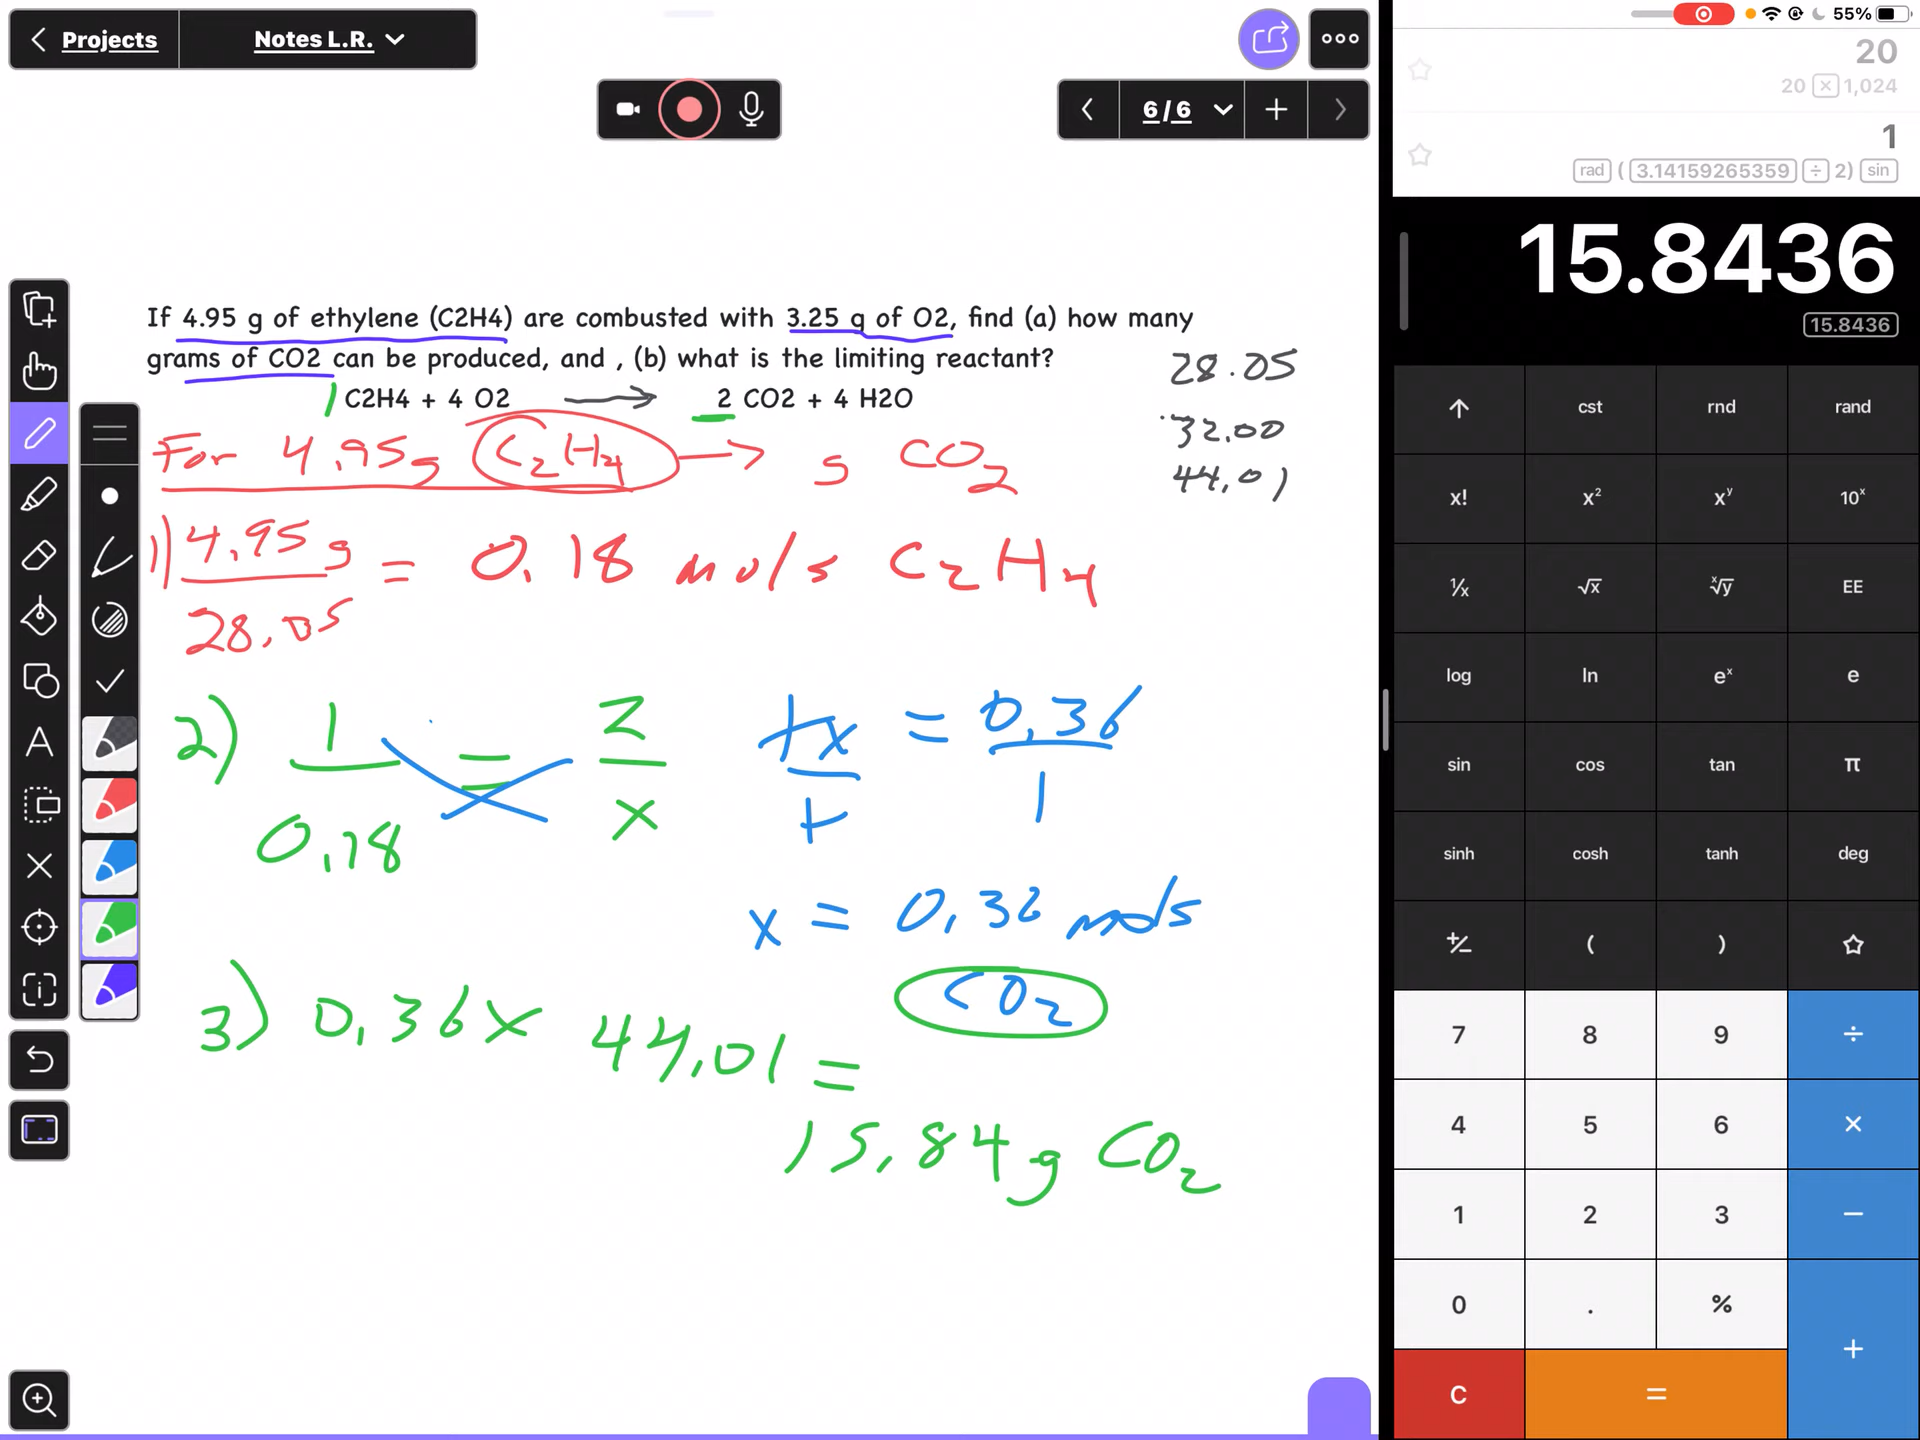 Projects
Notes L.R.
6/6
55%
20
20 × 1,024
1
rad ( 3.14159265359 ÷ 2) sin
15.8436
15.8436
If 4.95 g of ethylene (C2H4) are combusted with 3.25 g of O2, find (a) how many
grams of CO2 can be produced, and , (b) what is the limiting reactant?
1 C2H4 + 4 O2 → 2 CO2 + 4 H2O
28.05
32.00
44.01
For 4.95g C2H4 → g CO2
1) 4.95 g
28.05
= 0.18 mols C2H4
2) 1 = 2
0.18 x
1x = 0.36
1 1
x = 0.36 mols
CO2
3) 0.36 x 44.01 =
15.84 g CO2
A
cst rnd rand
x! x² xʸ 10ˣ
1/x √x ˣ√y EE
log ln eˣ e
sin cos tan π
sinh cosh tanh deg
+/− ( )
7 8 9 ÷
4 5 6 ×
1 2 3 −
0 . % +
C =